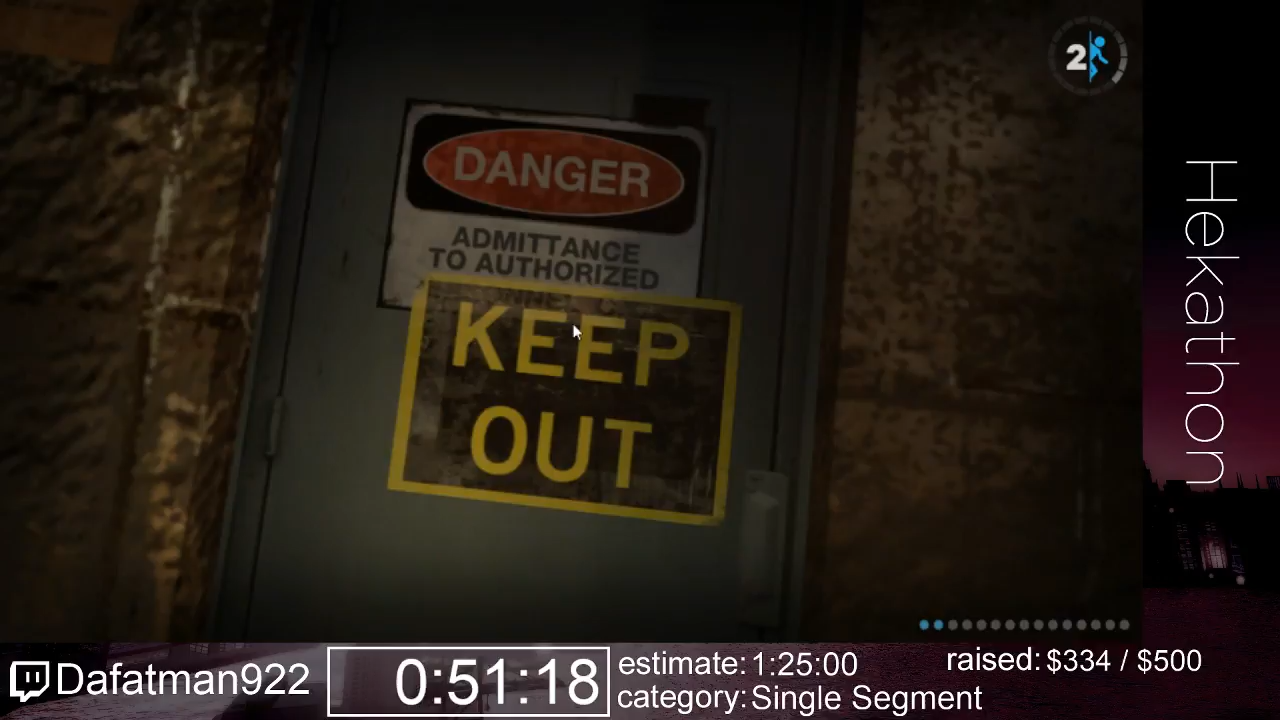 2
DANGER
ADMITTANCE
TO AUTHORIZED
KEEP
OUT
Hekathon
Dafatman922
0:51:18
estimate: 1:25:00
category: Single Segment
raised: $334 / $500